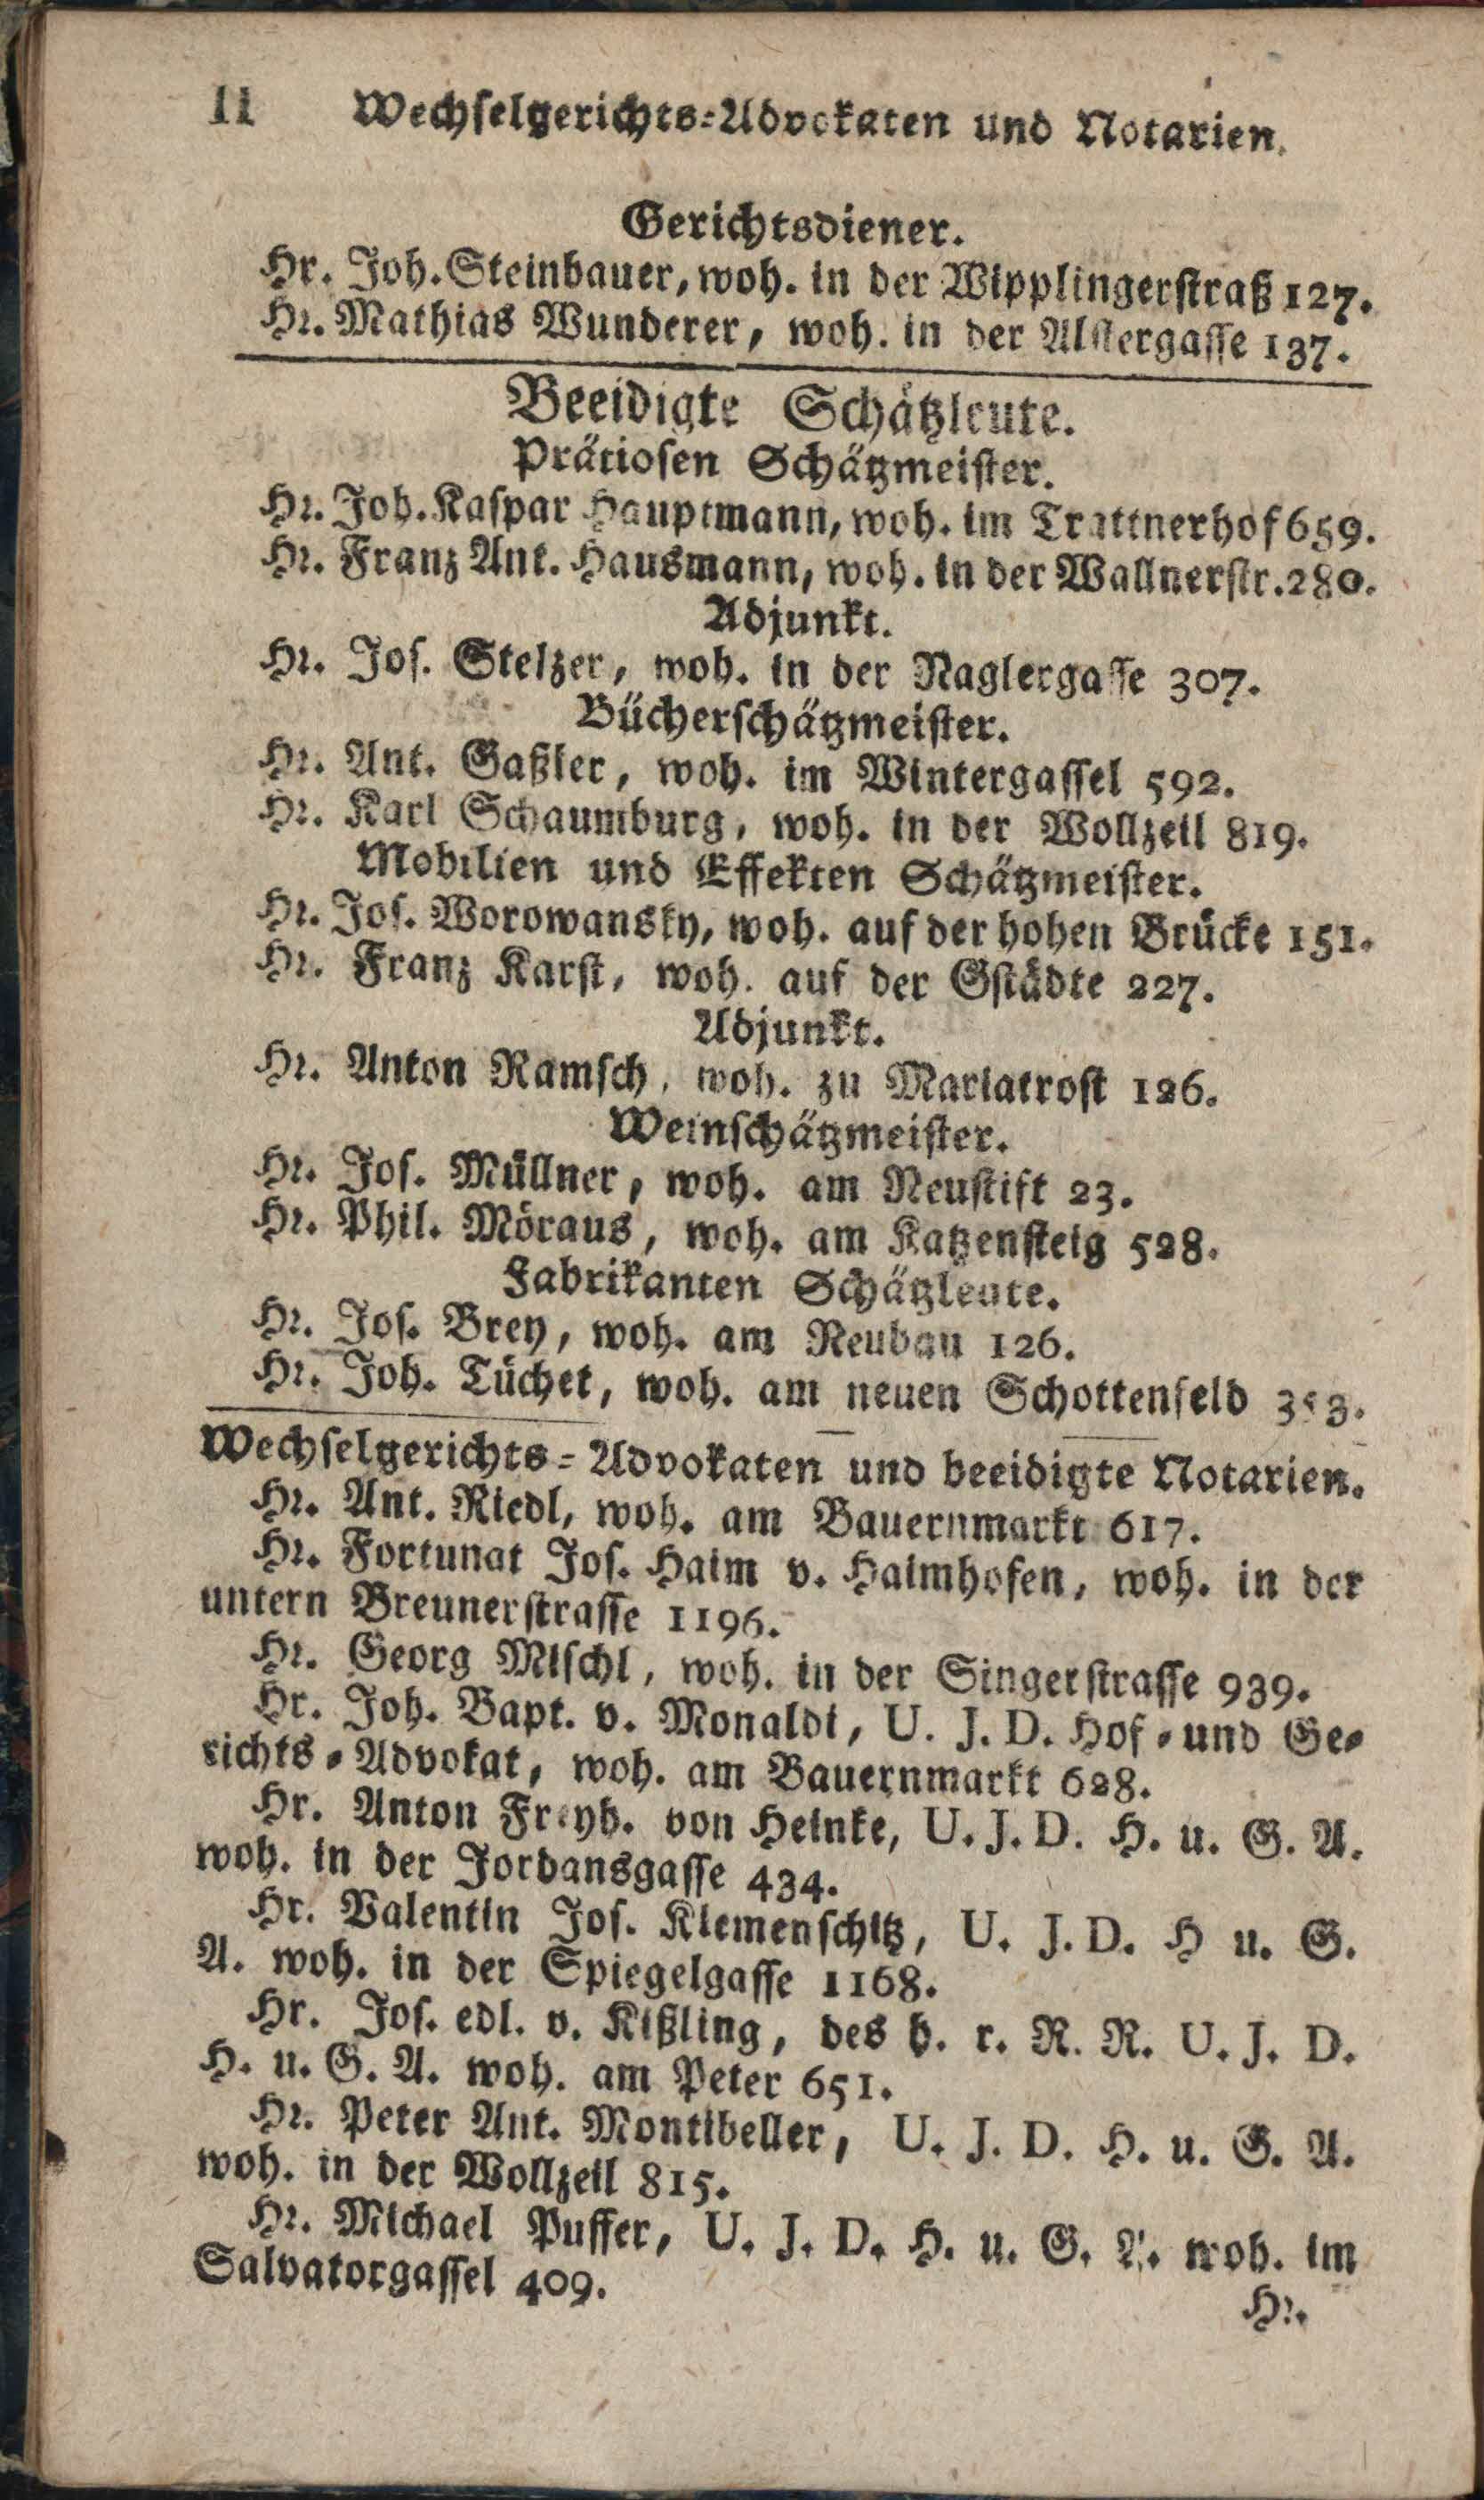 II Wechselgerichts-Advokaten und Notarien.
Gerichtsdiener.
Hr. Joh. Steinbauer, woh. in der Wipplingerstraß 127.
Hr. Mathias Wunderer, woh. in der Alstergasse 137.
Beeidigte Schätzleute.
Prätiosen Schätzmeister.
Hr. Joh. Kaspar Hauptmann, woh. im Trattnerhof 659.
Hr. Franz Ant. Hausmann, woh. in der Wallnerstr. 280.
Adjunkt.
Hr. Jos. Stelzer, woh. in der Naglergasse 307.
Bücherschätzmeister.
Hr. Ant. Gaßler, woh. im Wintergassel 592.
Hr. Karl Schaumburg, woh. in der Wollzeil 819.
Mobilien und Effekten Schätzmeister.
Hr. Jos. Worowansky, woh. auf der hohen Brücke 151.
Hr. Franz Karst, woh. auf der Gstädte 227.
Adjunkt.
Hr. Anton Ramsch, woh. zu Mariatrost 126.
Weinschätzmeister.
Hr. Jos. Müllner, woh. am Neustift 23.
Hr. Phil. Möraus, woh. am Katzensteig 528.
Fabrikanten Schätzleute.
Hr. Jos. Brey, woh. am Neubau 126.
Hr. Joh. Tüchet, woh. am neuen Schottenfeld 353.
Wechselgerichts-Advokaten und beeidigte Notarien.
Hr. Ant. Riedl, woh. am Bauernmarkt 617.
Hr. Fortunat Jos. Haim v. Haimhofen, woh. in der
untern Breunerstrasse 1196.
Hr. Georg Mischl, woh. in der Singerstrasse 939.
Hr. Joh. Bapt. v. Monaldi, U. J. D. Hof- und Ge-
richts-Advokat, woh. am Bauernmarkt 628.
Hr. Anton Freyh. von Heinke, U. J. D. H. u. G. A.
woh. in der Jordansgasse 434.
Hr. Valentin Jos. Klemenschitz, U. J. D. H u. G.
A. woh. in der Spiegelgasse 1168.
Hr. Jos. edl. v. Kißling, des h. r. R. R. U. J. D.
H. u. G. A. woh. am Peter 651.
Hr. Peter Ant. Montibeller, U. J. D. H. u. G. A.
woh. in der Wollzeil 815.
Hr. Michael Puffer, U. J. D. H. u. G. A. woh. im
Salvatorgassel 409.
Hr.